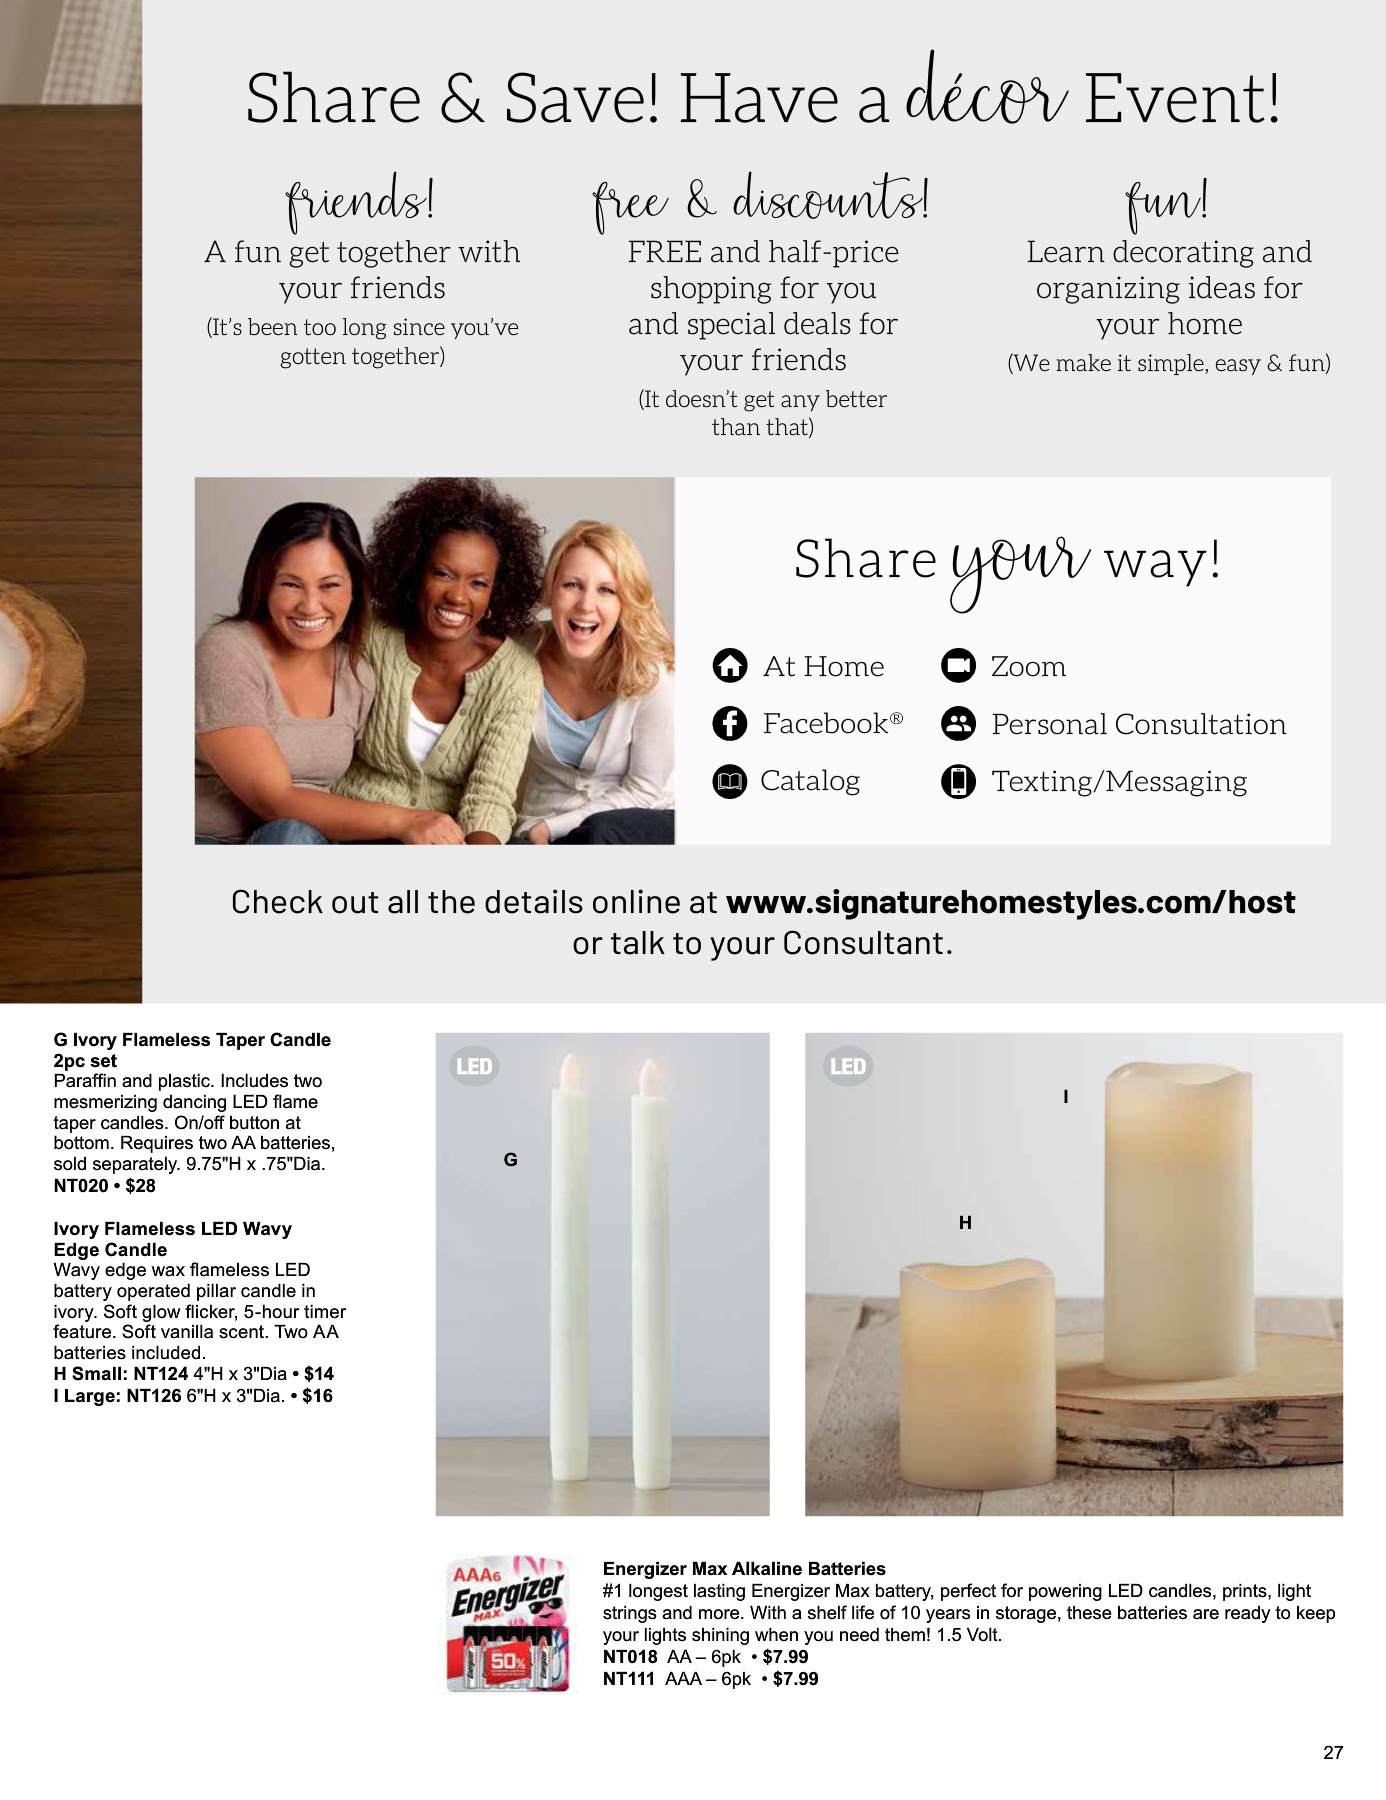 Share & Save! Have a décor Event!
friends!
A fun get together with
your friends
(It's been too long since you've
gotten together)
free & discounts!
FREE and half-price
shopping for you
and special deals for
your friends
(It doesn't get any better
than that)
fun!
Learn decorating and
organizing ideas for
your home
(We make it simple, easy & fun)
Share your way!
At Home
Facebook®
Catalog
Zoom
Personal Consultation
Texting/Messaging
Check out all the details online at www.signaturehomestyles.com/host
or talk to your Consultant.
G Ivory Flameless Taper Candle
2pc set
Paraffin and plastic. Includes two
mesmerizing dancing LED flame
taper candles. On/off button at
bottom. Requires two AA batteries,
sold separately. 9.75"H x .75"Dia.
NT020 • $28
Ivory Flameless LED Wavy
Edge Candle
Wavy edge wax flameless LED
battery operated pillar candle in
ivory. Soft glow flicker, 5-hour timer
feature. Soft vanilla scent. Two AA
batteries included.
H Small: NT124 4"H x 3"Dia • $14
I Large: NT126 6"H x 3"Dia. • $16
LED
G
LED
I
H
AAA6
Energizer
MAX
50%
Energizer Max Alkaline Batteries
#1 longest lasting Energizer Max battery, perfect for powering LED candles, prints, light
strings and more. With a shelf life of 10 years in storage, these batteries are ready to keep
your lights shining when you need them! 1.5 Volt.
NT018 AA – 6pk • $7.99
NT111 AAA – 6pk • $7.99
27